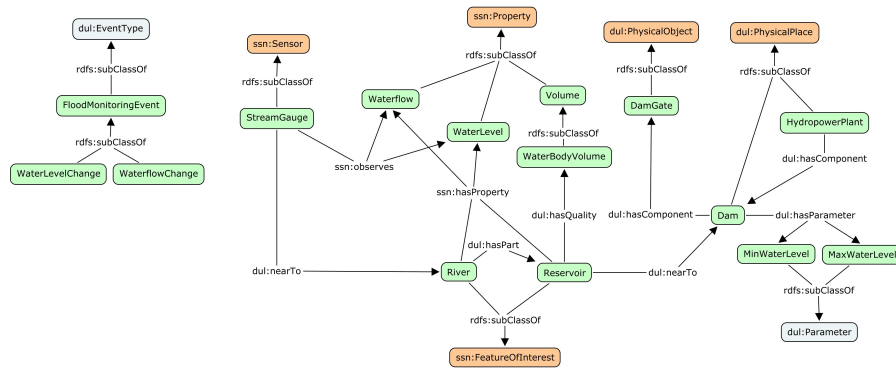 dul:EventType
rdfs:subClassOf
FloodMonitoringEvent
rdfs:subClassOf
WaterLevelChange
WaterflowChange
ssn:Sensor
rdfs:subClassOf
StreamGauge
ssn:observes
dul:nearTo
ssn:Property
rdfs:subClassOf
Waterflow
WaterLevel
Volume
rdfs:subClassOf
WaterBodyVolume
ssn:hasProperty
dul:hasQuality
dul:hasPart
River
Reservoir
rdfs:subClassOf
ssn:FeatureOfInterest
dul:nearTo
dul:PhysicalObject
rdfs:subClassOf
DamGate
dul:hasComponent
dul:PhysicalPlace
rdfs:subClassOf
HydropowerPlant
dul:hasComponent
Dam
dul:hasParameter
MinWaterLevel
MaxWaterLevel
rdfs:subClassOf
dul:Parameter